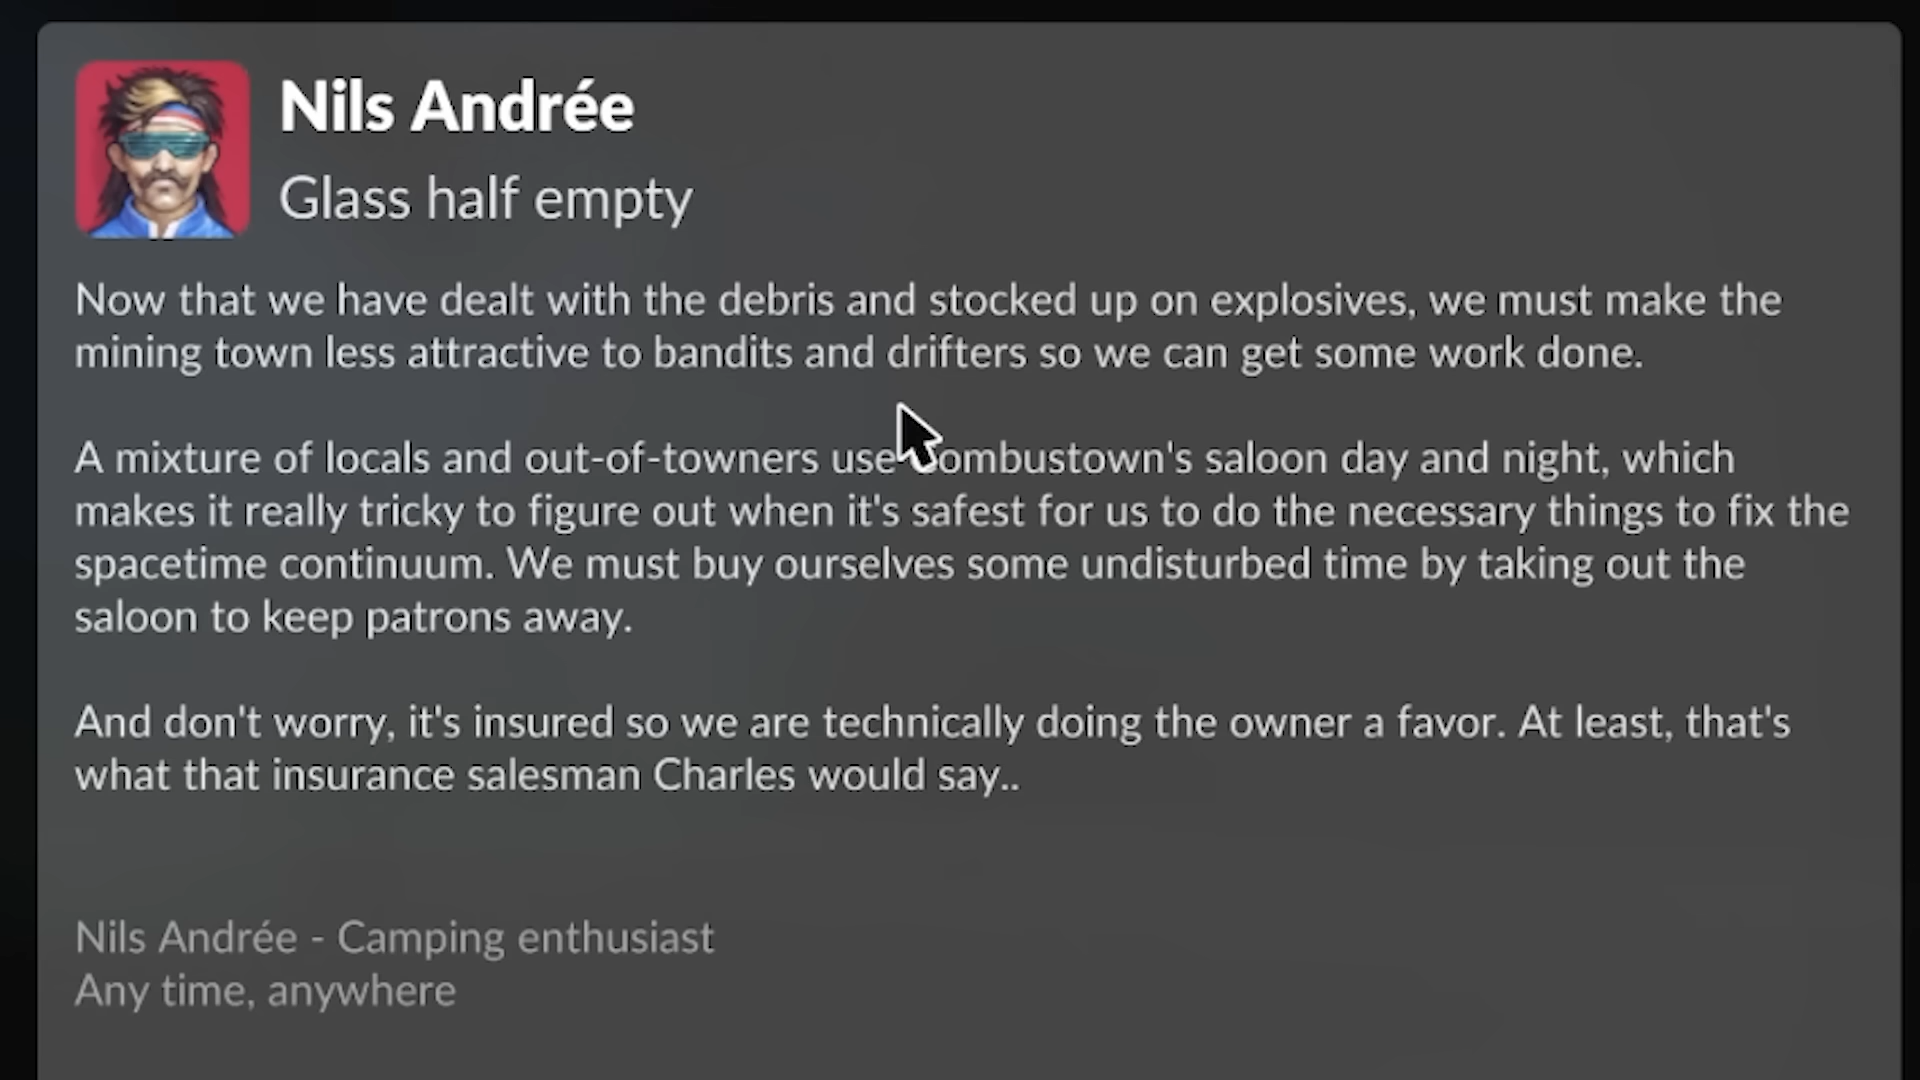 Nils Andrée
Glass half empty
Now that we have dealt with the debris and stocked up on explosives, we must make the
mining town less attractive to bandits and drifters so we can get some work done.
A mixture of locals and out-of-towners use Combustown's saloon day and night, which
makes it really tricky to figure out when it's safest for us to do the necessary things to fix the
spacetime continuum. We must buy ourselves some undisturbed time by taking out the
saloon to keep patrons away.
And don't worry, it's insured so we are technically doing the owner a favor. At least, that's
what that insurance salesman Charles would say..
Nils Andrée - Camping enthusiast
Any time, anywhere